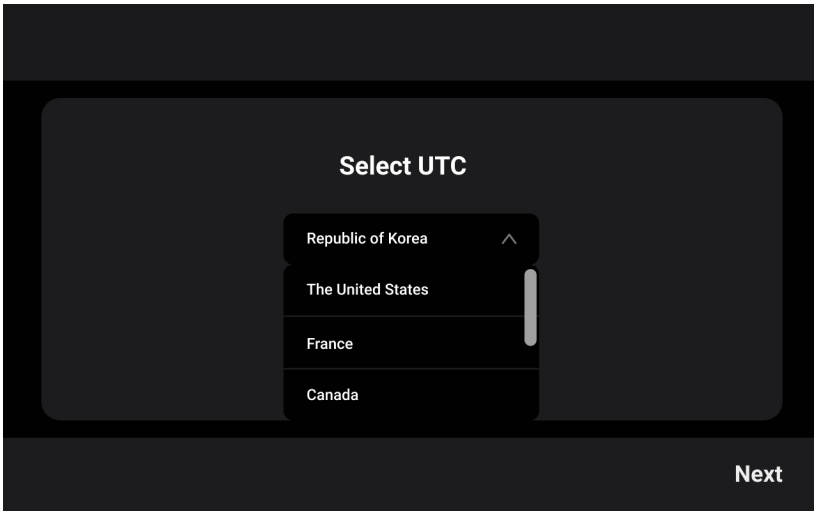 Select UTC
Republic of Korea
The United States
France
Canada
Next